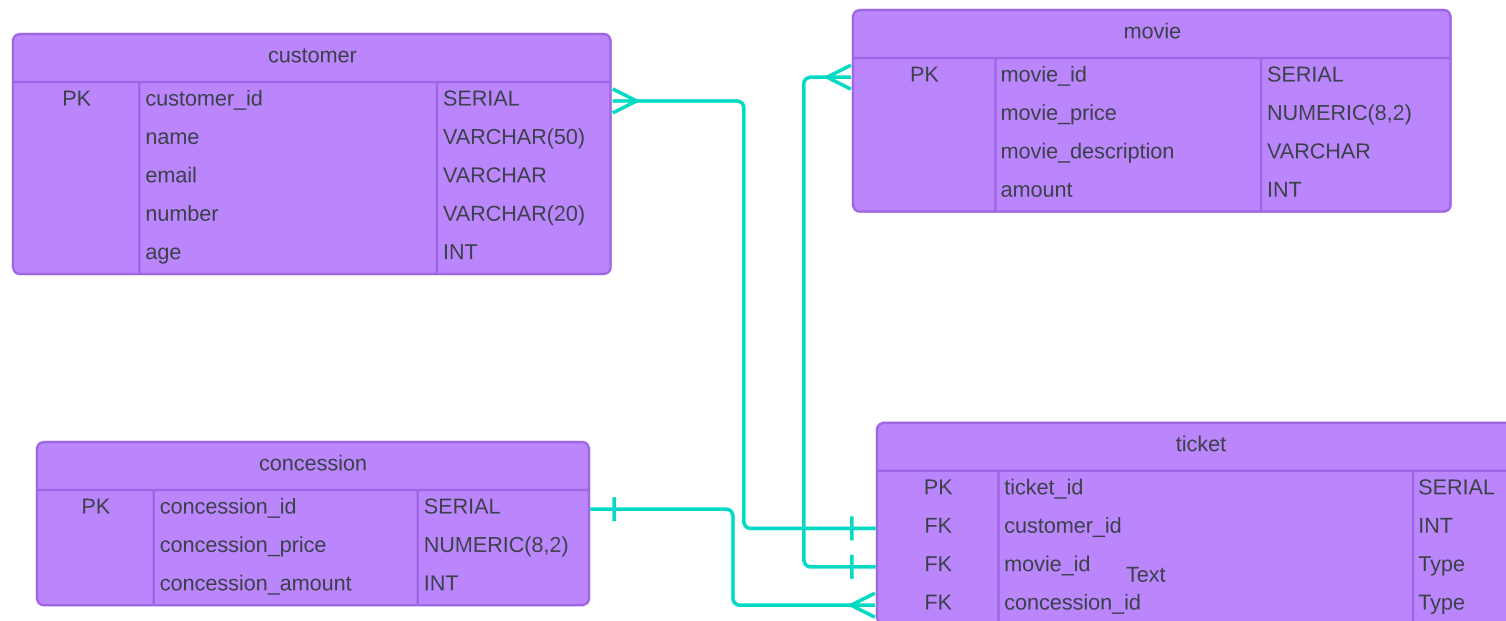 customer
PK customer_id SERIAL
name VARCHAR(50)
email VARCHAR
number VARCHAR(20)
age INT
movie
PK movie_id SERIAL
movie_price NUMERIC(8,2)
movie_description VARCHAR
amount INT
concession
PK concession_id SERIAL
concession_price NUMERIC(8,2)
concession_amount INT
ticket
PK ticket_id SERIAL
FK customer_id INT
FK movie_id Type
Text
FK concession_id Type